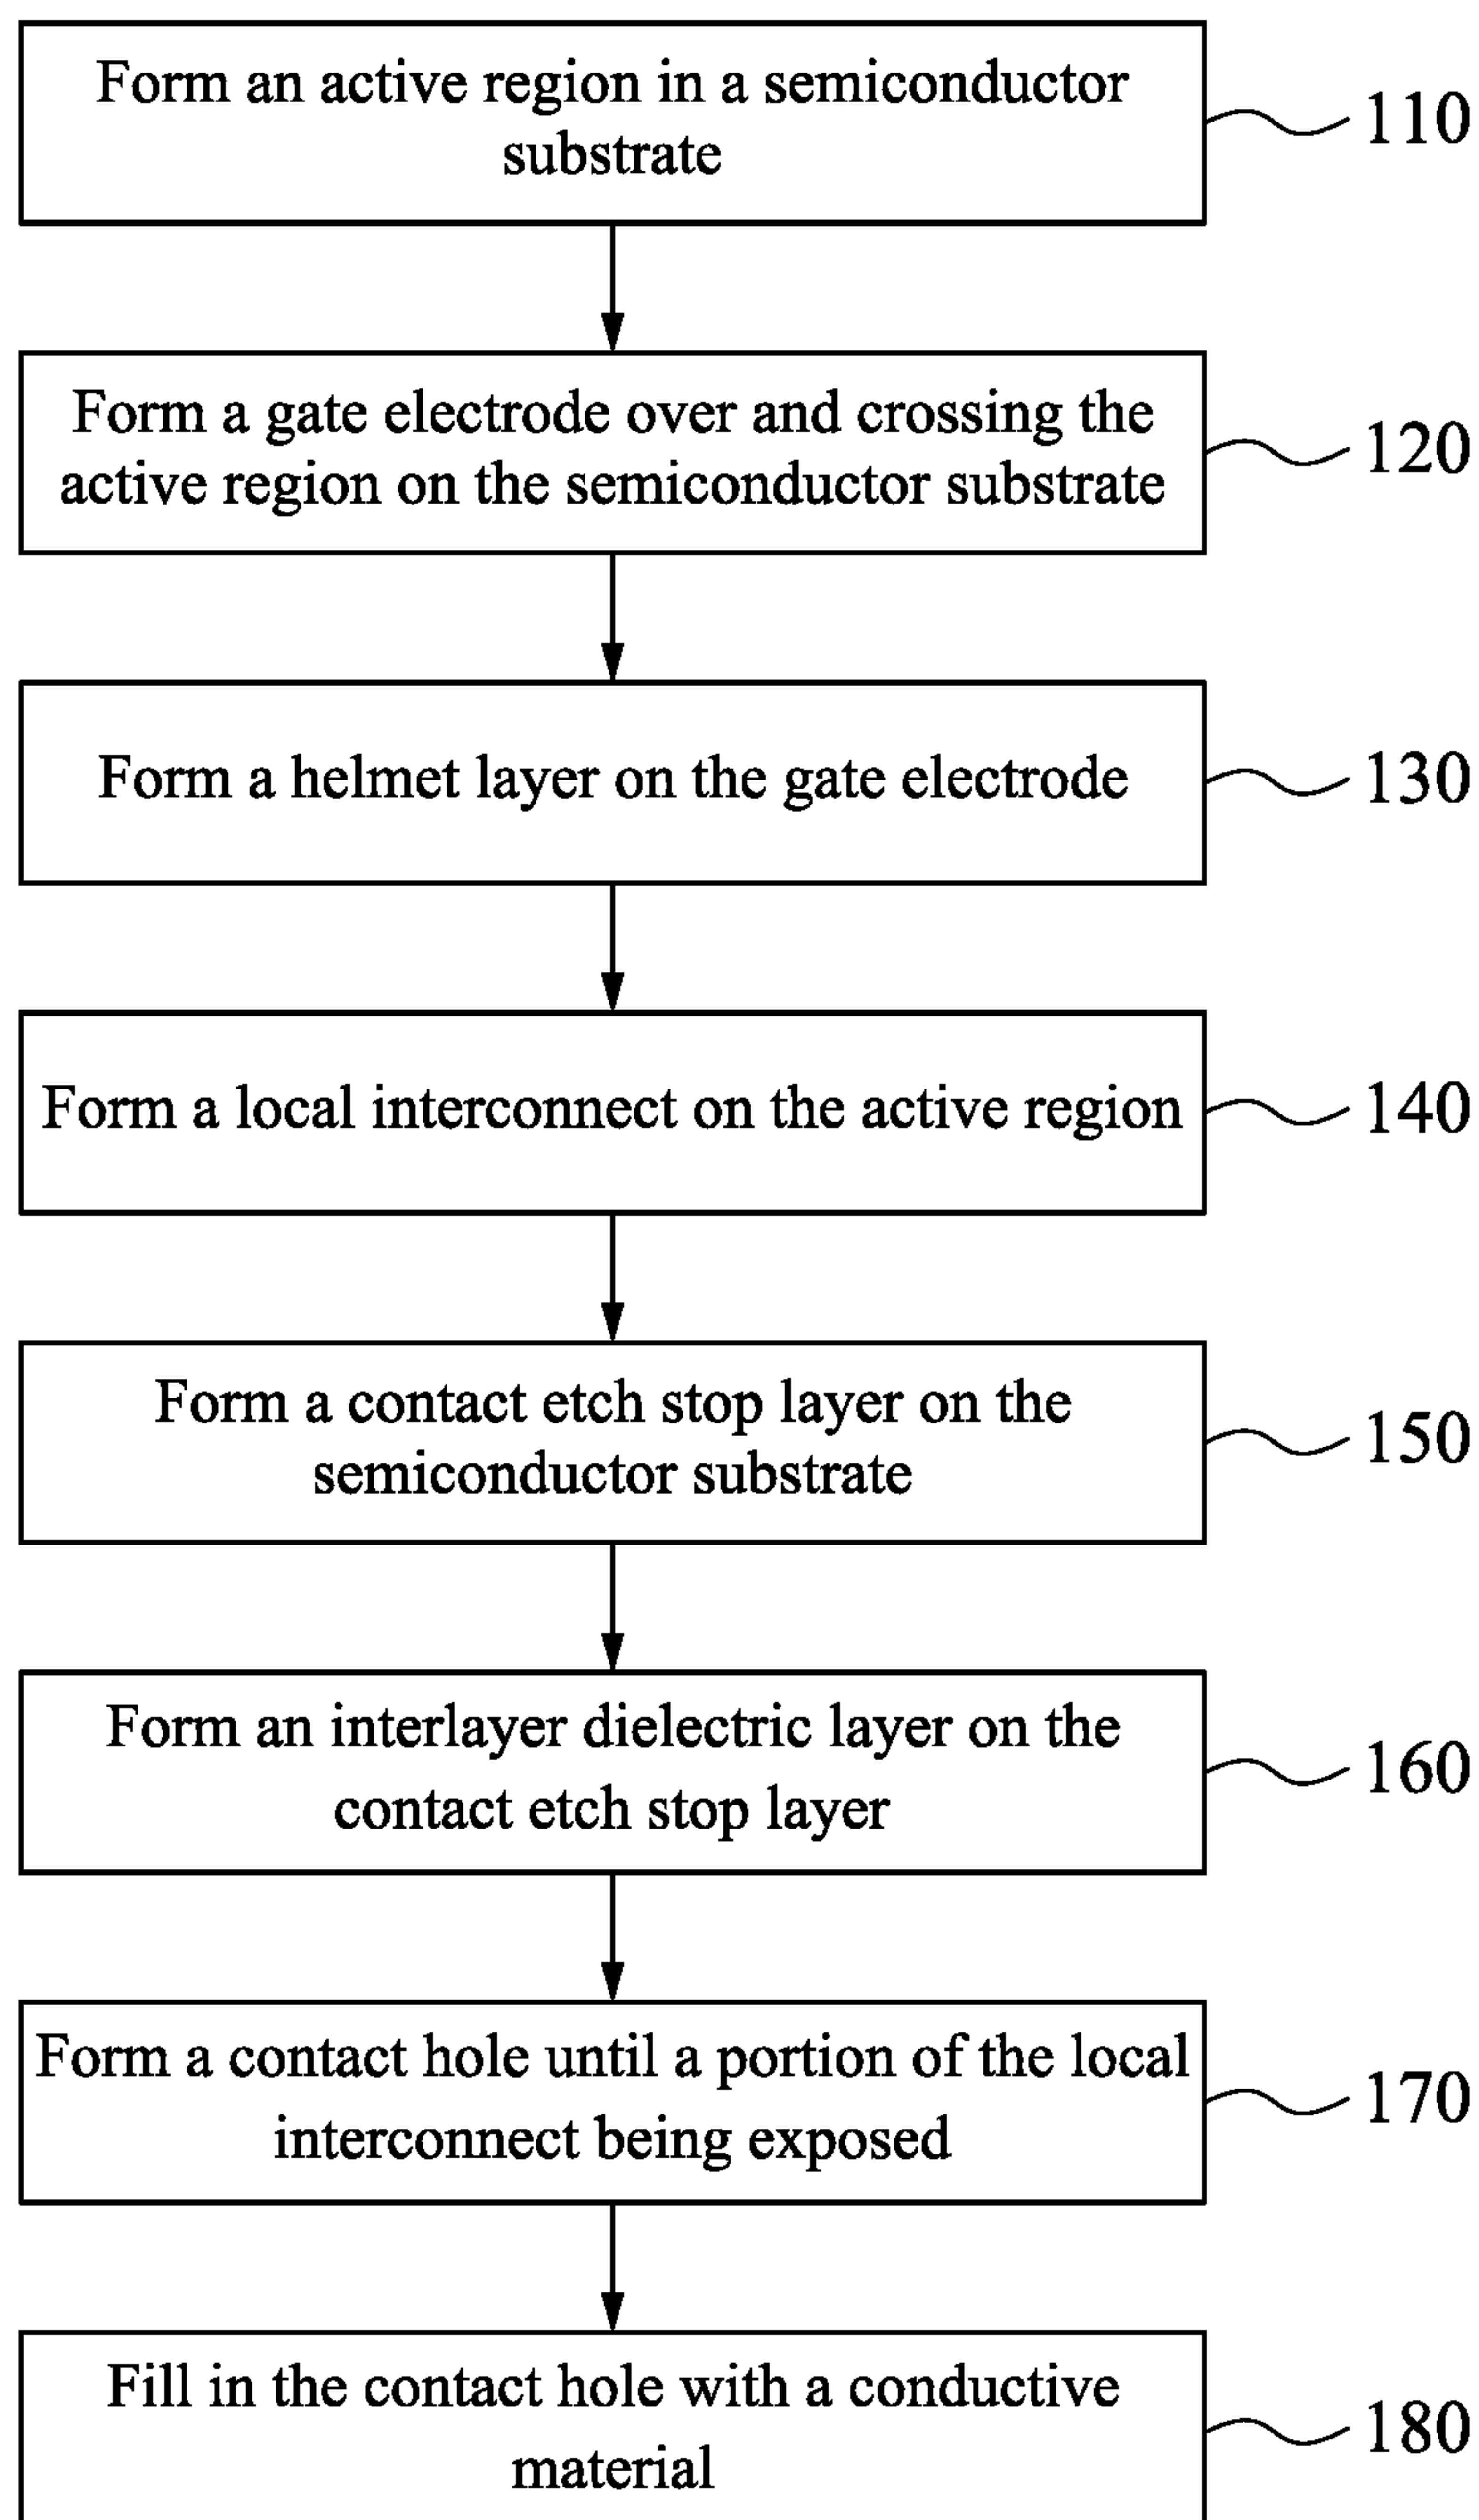 Form an active region in a semiconductor
substrate
110
Form a gate electrode over and crossing the
active region on the semiconductor substrate
120
Form a helmet layer on the gate electrode
130
Form a local interconnect on the active region
140
Form a contact etch stop layer on the
semiconductor substrate
150
Form an interlayer dielectric layer on the
contact etch stop layer
160
Form a contact hole until a portion of the local
interconnect being exposed
170
Fill in the contact hole with a conductive
material
180